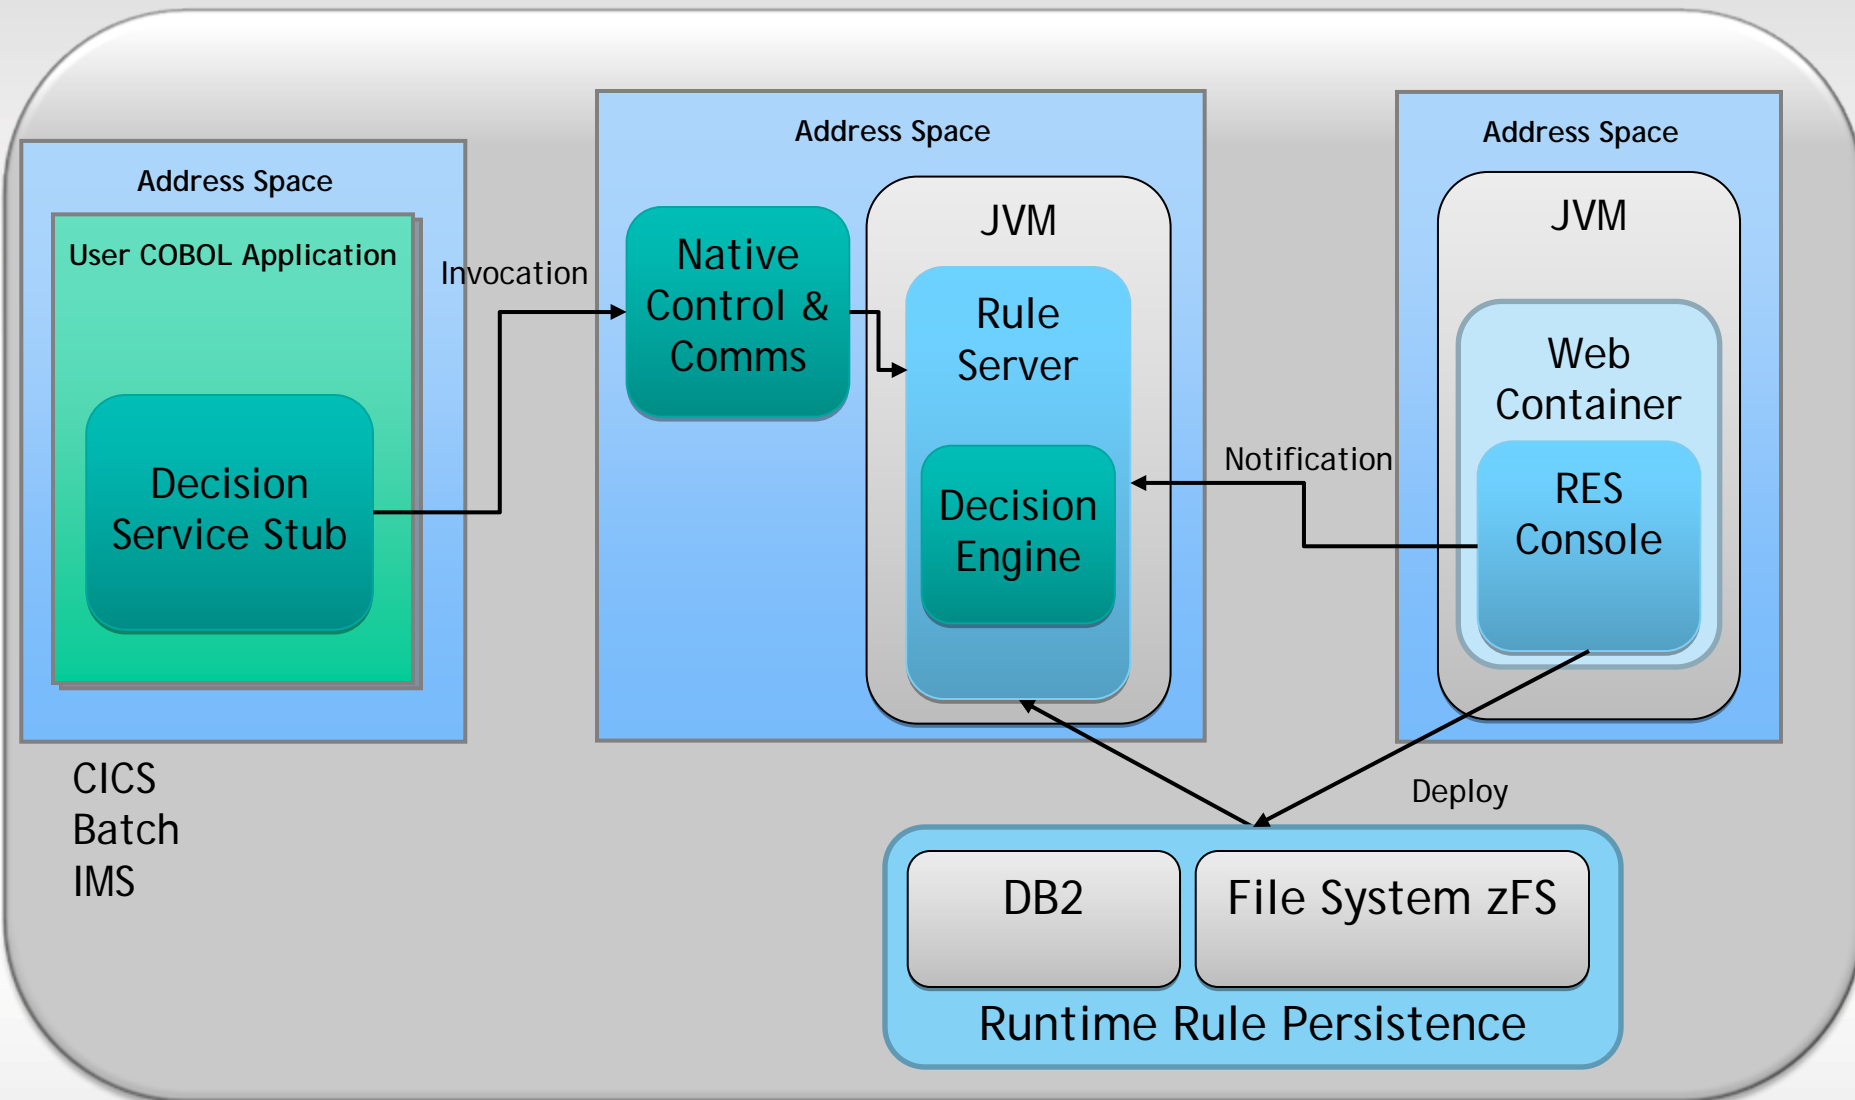 Address Space
User COBOL Application
Decision
Service Stub
CICS
Batch
IMS
Invocation
Address Space
Native
Control &
Comms
JVM
Rule
Server
Decision
Engine
Notification
Address Space
JVM
Web
Container
RES
Console
Deploy
DB2
File System zFS
Runtime Rule Persistence